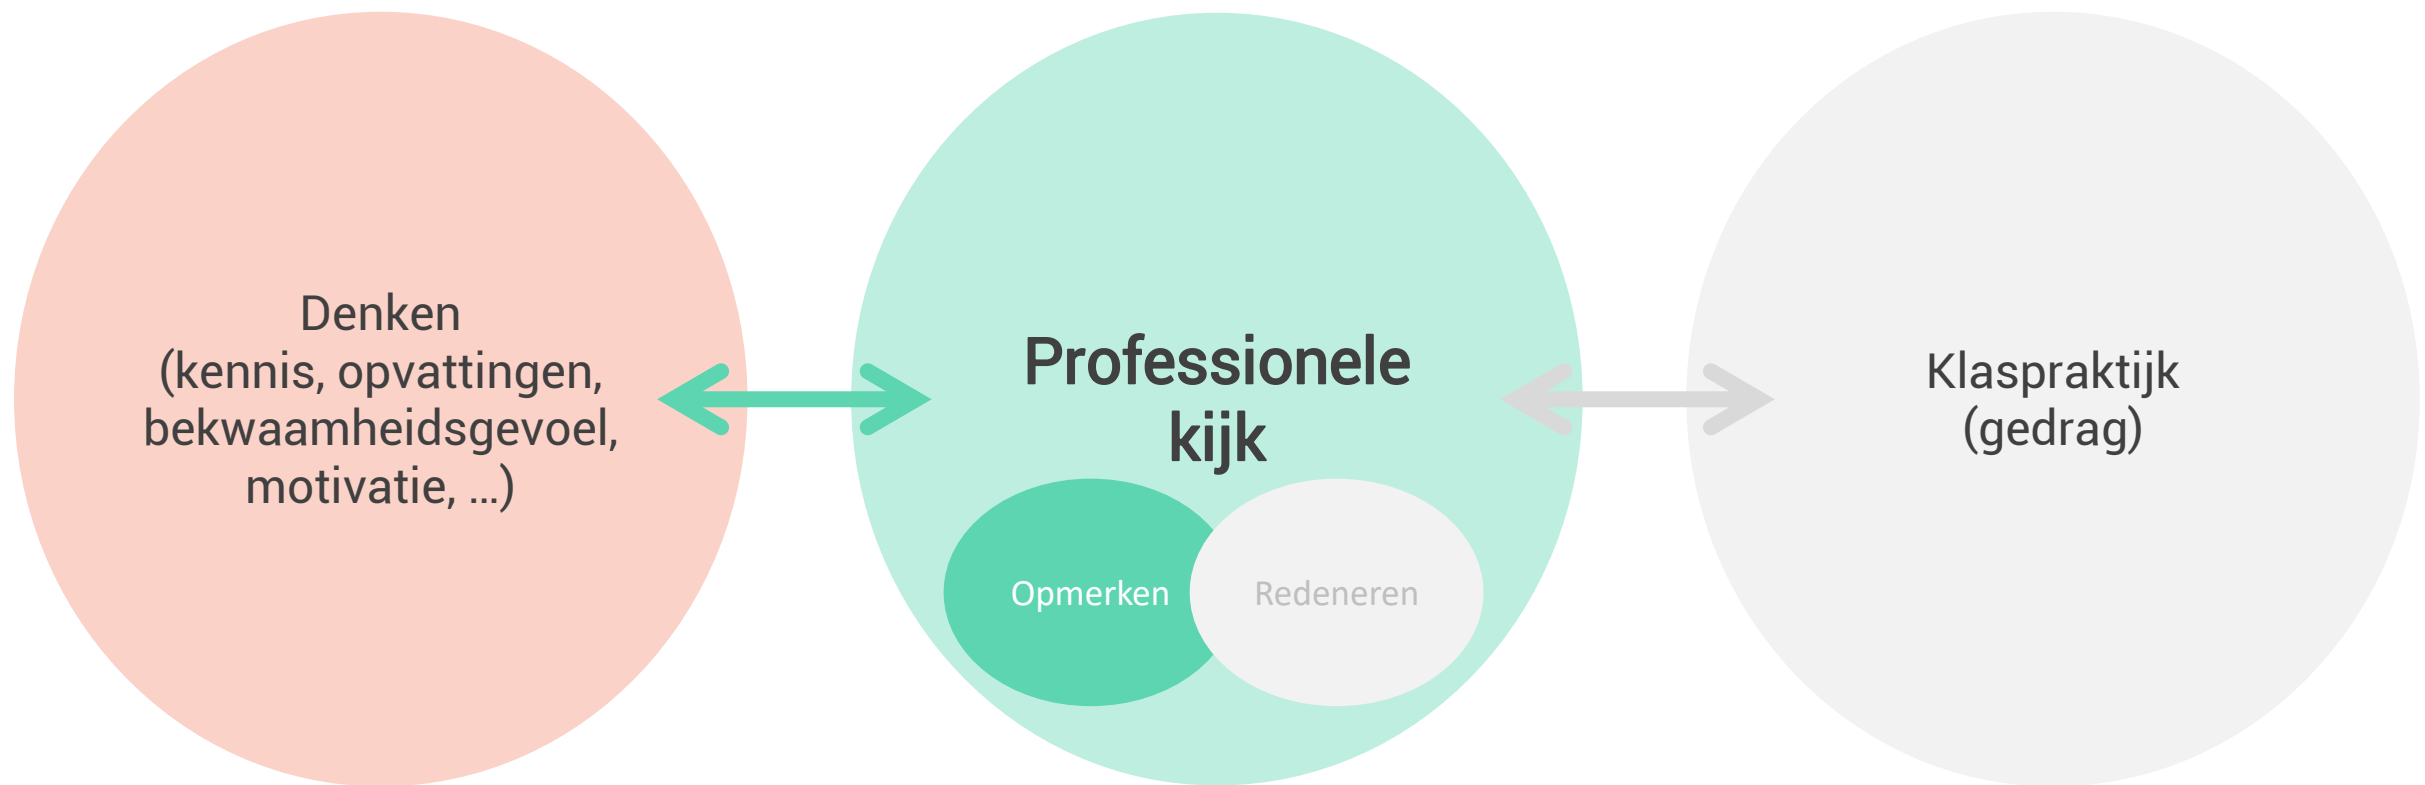 Denken
(kennis, opvattingen,
bekwaamheidsgevoel,
motivatie, ...)
Professionele
kijk
Opmerken
Redeneren
Klaspraktijk
(gedrag)